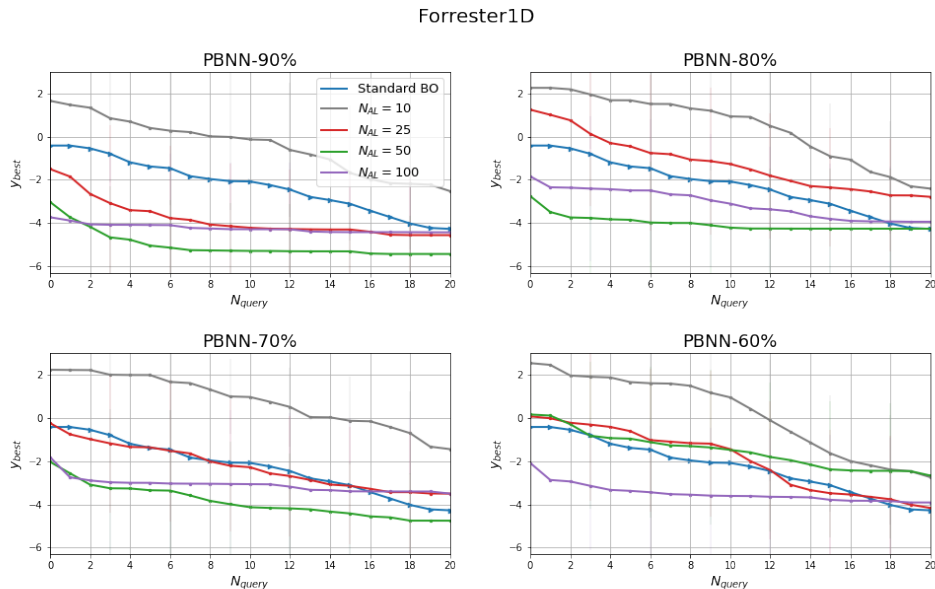 Forrester1D
PBNN-90%
y_best
2
0
−2
−4
−6
Standard BO
N_AL = 10
N_AL = 25
N_AL = 50
N_AL = 100
0 2 4 6 8 10 12 14 16 18 20
N_query
PBNN-80%
y_best
2
0
−2
−4
−6
0 2 4 6 8 10 12 14 16 18 20
N_query
PBNN-70%
y_best
2
0
−2
−4
−6
0 2 4 6 8 10 12 14 16 18 20
N_query
PBNN-60%
y_best
2
0
−2
−4
−6
0 2 4 6 8 10 12 14 16 18 20
N_query